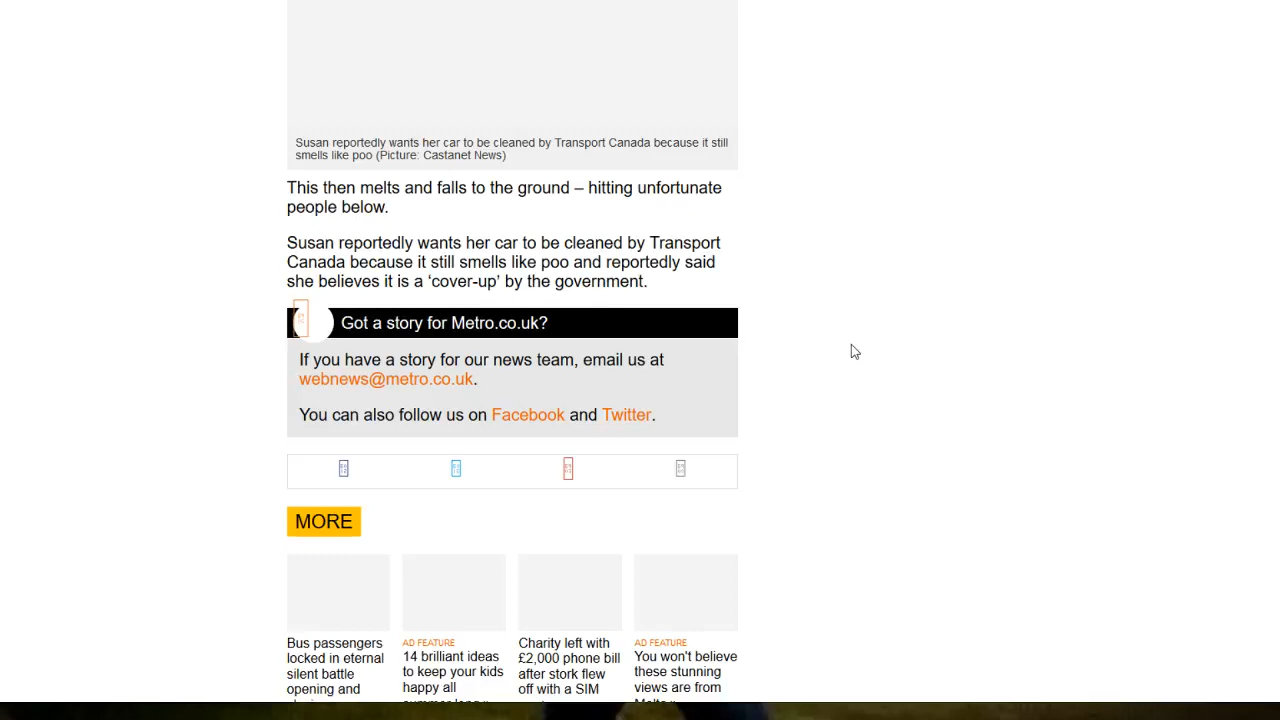 Susan reportedly wants her car to be cleaned by Transport Canada because it still
smells like poo (Picture: Castanet News)
This then melts and falls to the ground – hitting unfortunate
people below.
Susan reportedly wants her car to be cleaned by Transport
Canada because it still smells like poo and reportedly said
she believes it is a ‘cover-up’ by the government.
Got a story for Metro.co.uk?
If you have a story for our news team, email us at
webnews@metro.co.uk.
You can also follow us on Facebook and Twitter.
MORE
Bus passengers
locked in eternal
silent battle
opening and
AD FEATURE
14 brilliant ideas
to keep your kids
happy all
Charity left with
£2,000 phone bill
after stork flew
off with a SIM
AD FEATURE
You won't believe
these stunning
views are from